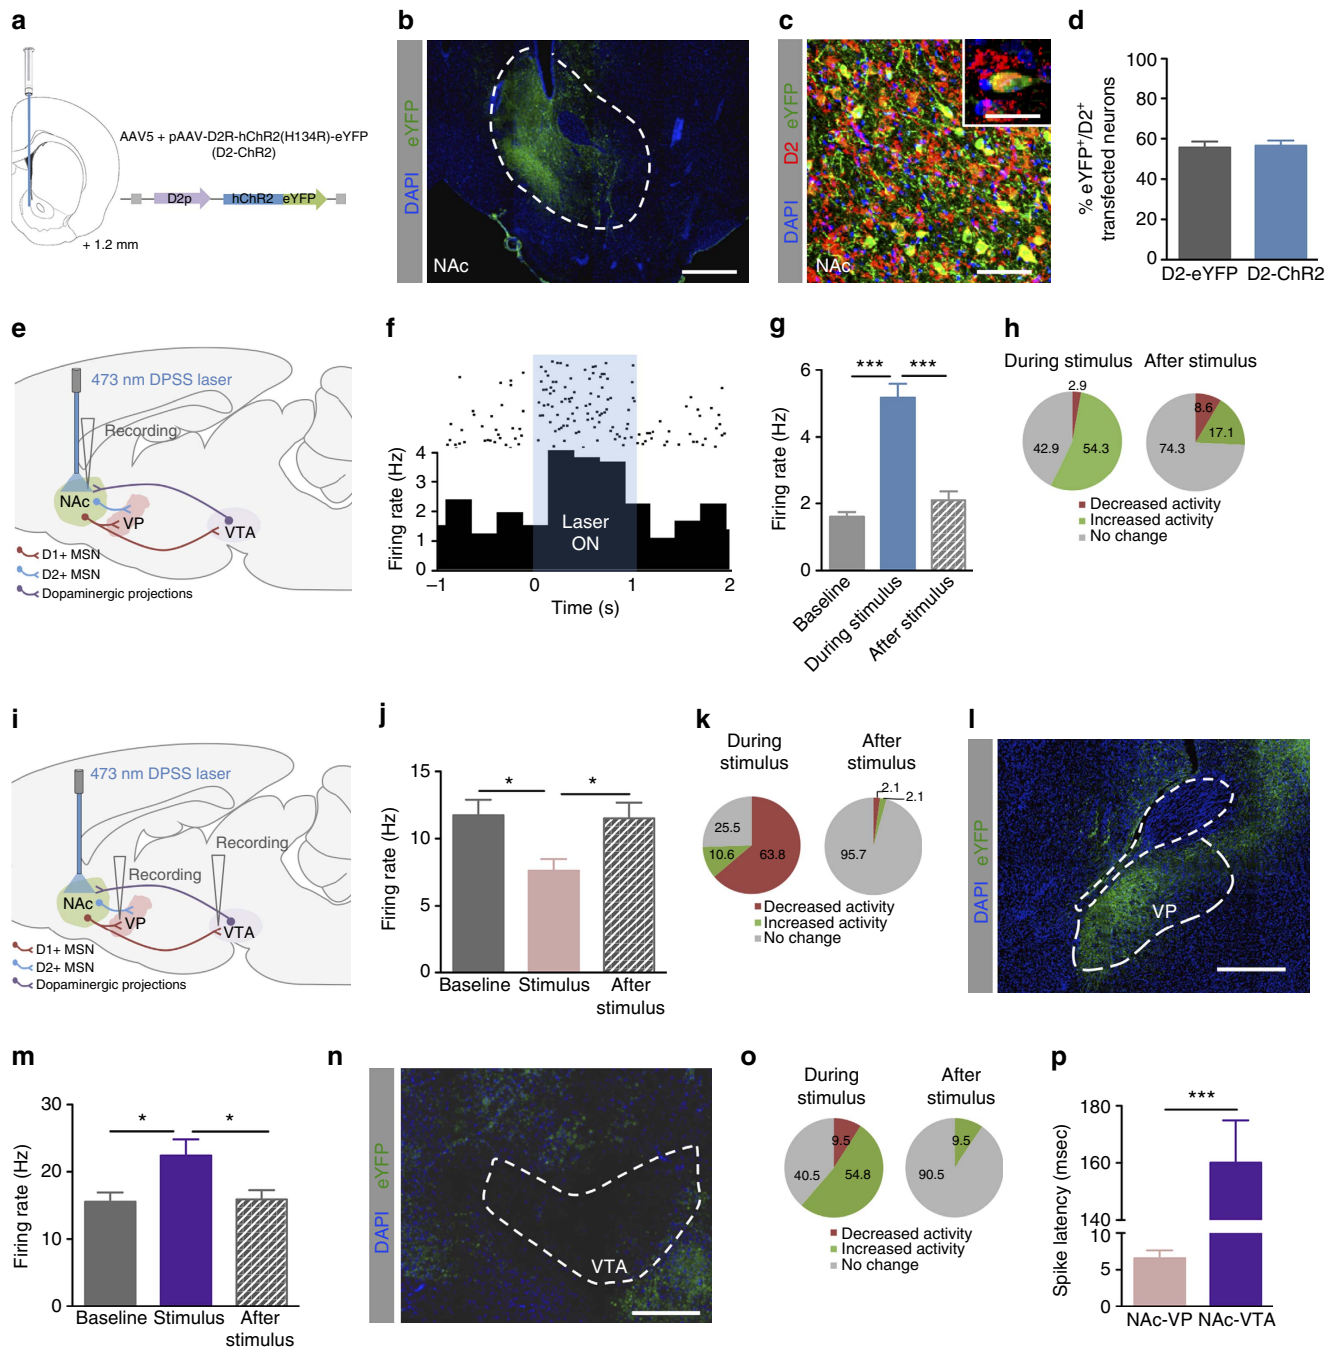 a
AAV5 + pAAV-D2R-hChR2(H134R)-eYFP
(D2-ChR2)
D2p
hChR2
eYFP
+ 1.2 mm
b
DAPI eYFP
NAc
c
DAPI D2 eYFP
NAc
d
% eYFP⁺/D2⁺
transfected neurons
100
80
60
40
20
0
D2-eYFP
D2-ChR2
e
473 nm DPSS laser
Recording
NAc
VP
VTA
D1+ MSN
D2+ MSN
Dopaminergic projections
f
Firing rate (Hz)
4
3
2
1
0
Laser
ON
–1
0
1
2
Time (s)
g
Firing rate (Hz)
6
4
2
0
***
***
Baseline
During stimulus
After stimulus
h
During stimulus
2.9
42.9
54.3
After stimulus
8.6
17.1
74.3
Decreased activity
Increased activity
No change
i
473 nm DPSS laser
Recording
Recording
NAc
VP
VTA
D1+ MSN
D2+ MSN
Dopaminergic projections
j
Firing rate (Hz)
15
10
5
0
*
*
Baseline
Stimulus
After
stimulus
k
During
stimulus
25.5
10.6
63.8
After
stimulus
2.1
2.1
95.7
Decreased activity
Increased activity
No change
l
DAPI eYFP
VP
m
Firing rate (Hz)
30
20
10
0
*
*
Baseline
Stimulus
After
stimulus
n
DAPI eYFP
VTA
o
During
stimulus
9.5
40.5
54.8
After
stimulus
9.5
90.5
Decreased activity
Increased activity
No change
p
Spike latency (msec)
180
160
140
10
5
0
***
NAc-VP
NAc-VTA